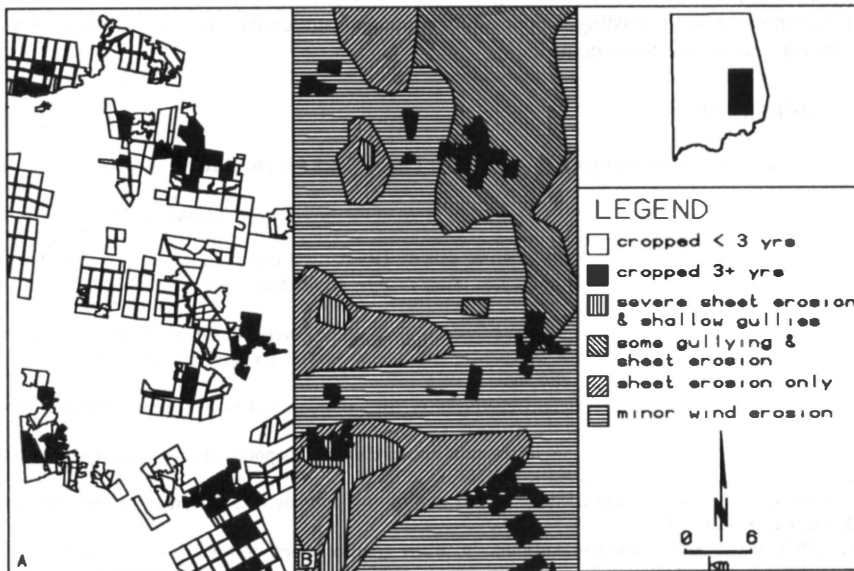 A
B
LEGEND
cropped < 3 yrs
cropped 3+ yrs
severe sheet erosion
& shallow gullies
some gullying &
sheet erosion
sheet erosion only
minor wind erosion
N
0 6
km